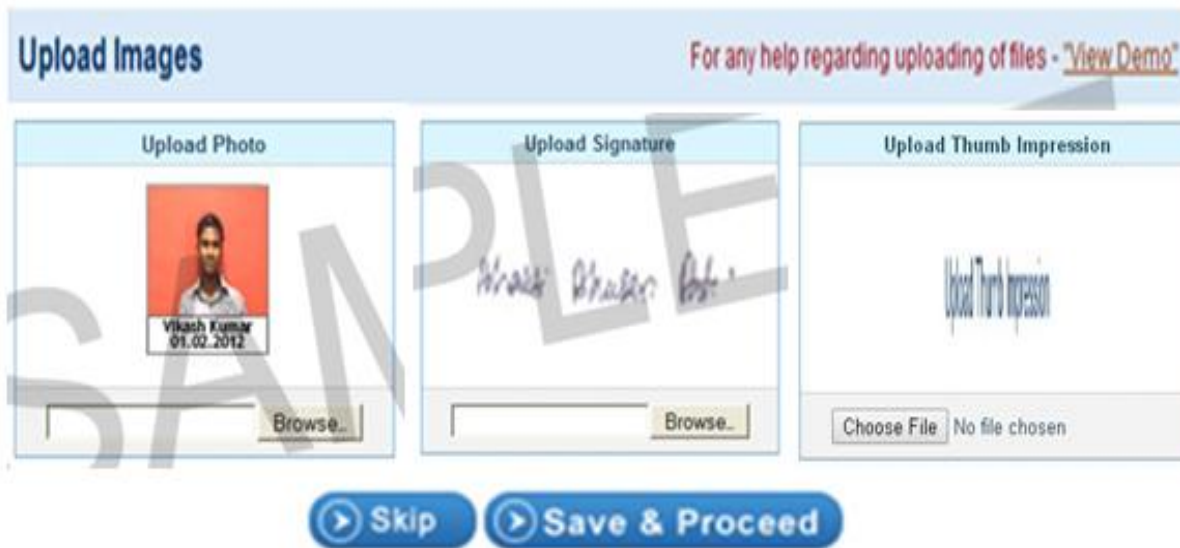 Upload Images
For any help regarding uploading of files - "View Demo"
Upload Photo
Upload Signature
Upload Thumb Impression
Vikash Kumar
01.02.2012
Upload Thumb Impression
Browse..
Browse..
Choose File No file chosen
SAMPLE
Skip
Save & Proceed